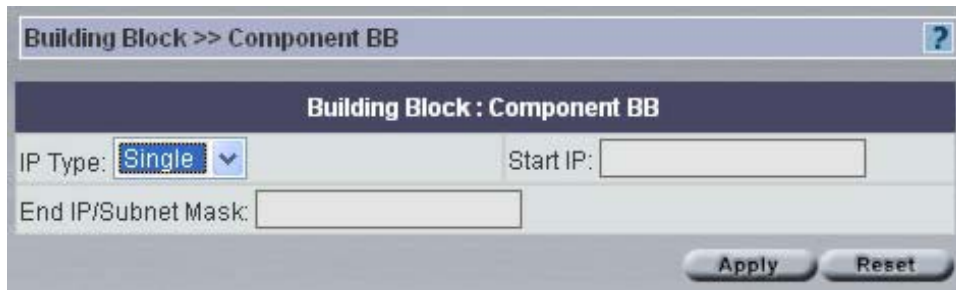 Building Block >> Component BB ?
Building Block : Component BB
IP Type: Single Start IP:
End IP/Subnet Mask:
Apply Reset